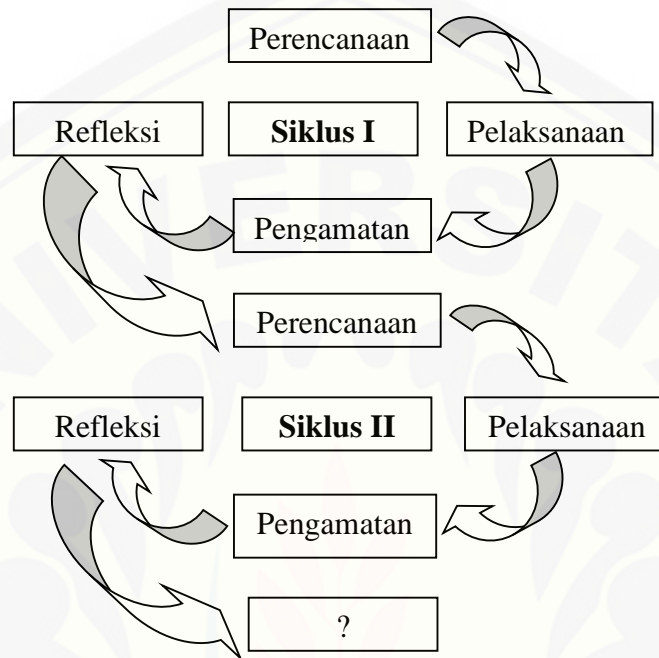 Perencanaan
Refleksi
Siklus I
Pelaksanaan
Pengamatan
Perencanaan
Refleksi
Siklus II
Pelaksanaan
Pengamatan
?